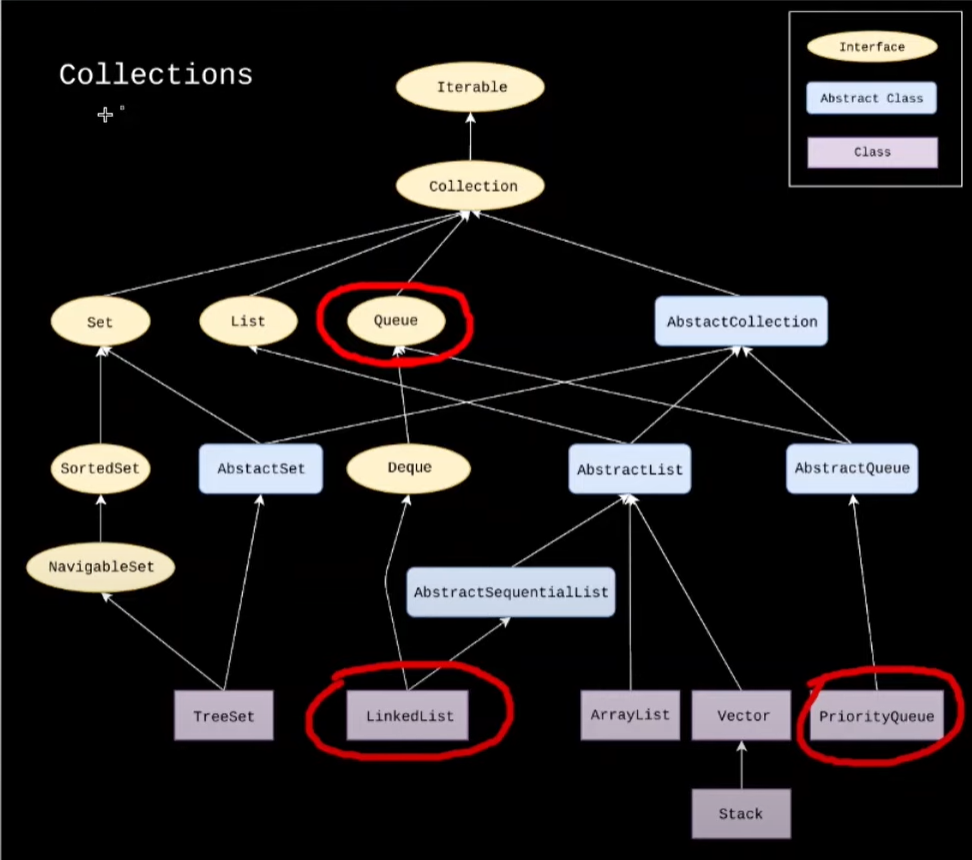 Collections
Interface
Abstract Class
Class
Iterable
Collection
Set
List
Queue
AbstactCollection
SortedSet
AbstactSet
Deque
AbstractList
AbstractQueue
NavigableSet
AbstractSequentialList
TreeSet
LinkedList
ArrayList
Vector
PriorityQueue
Stack